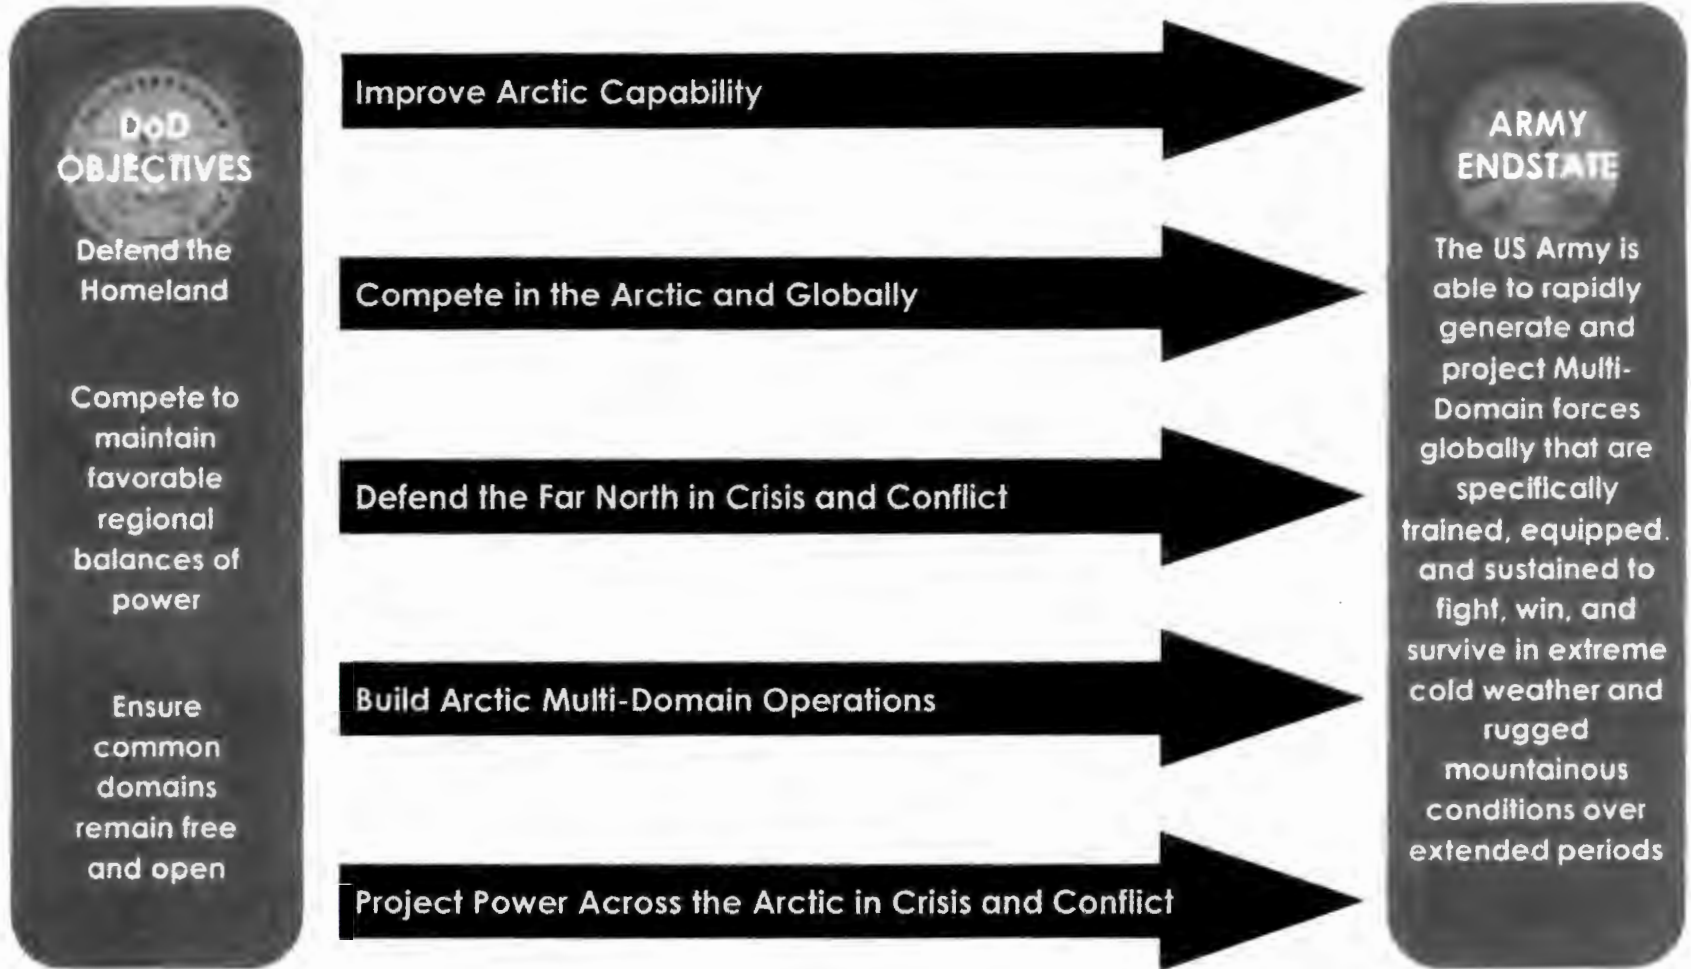 DoD
OBJECTIVES
Defend the
Homeland
Compete to
maintain
favorable
regional
balances of
power
Ensure
common
domains
remain free
and open
Improve Arctic Capability
Compete in the Arctic and Globally
Defend the Far North in Crisis and Conflict
Build Arctic Multi-Domain Operations
Project Power Across the Arctic in Crisis and Conflict
ARMY
ENDSTATE
The US Army is
able to rapidly
generate and
project Multi-
Domain forces
globally that are
specifically
trained, equipped.
and sustained to
fight, win, and
survive in extreme
cold weather and
rugged
mountainous
conditions over
extended periods